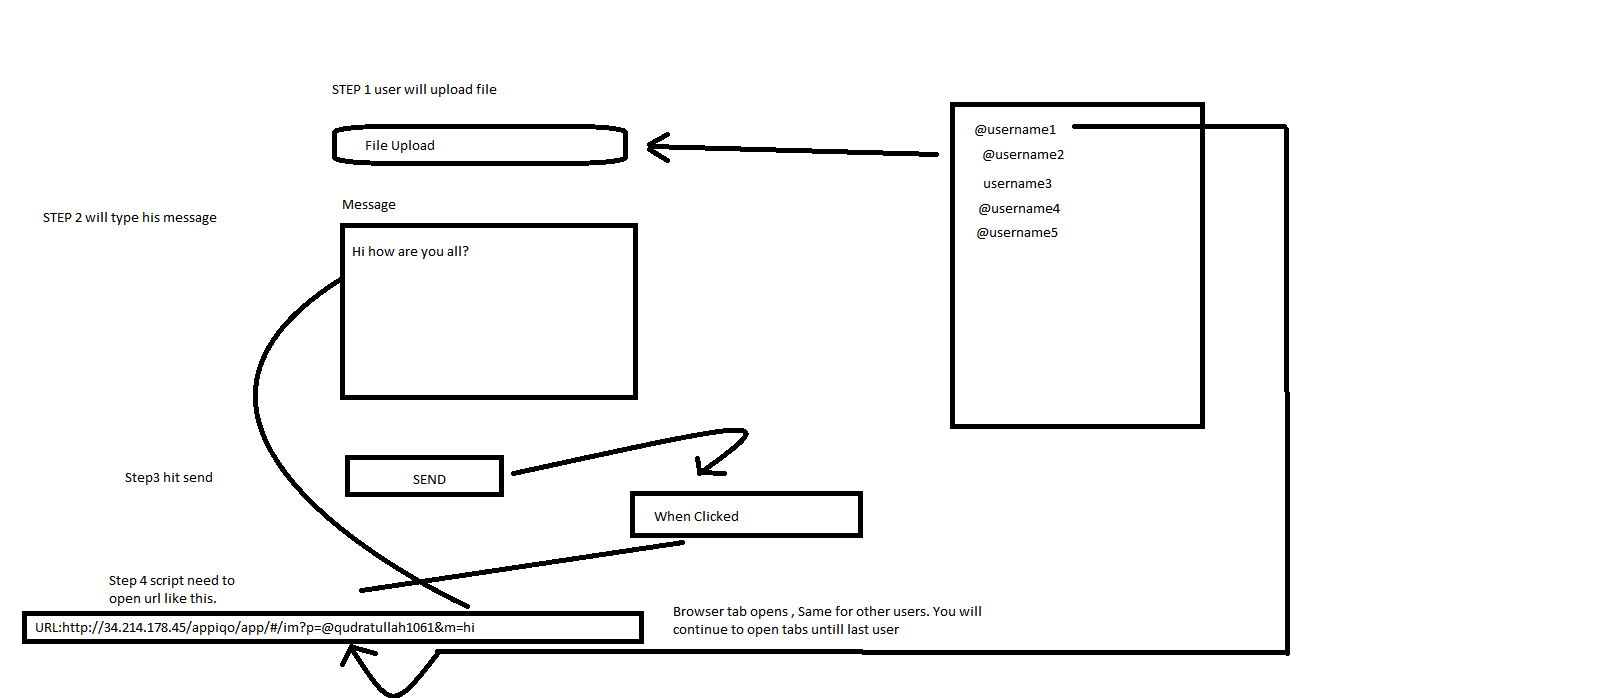 STEP 1 user will upload file
File Upload
@username1
@username2
username3
@username4
@username5
Message
STEP 2 will type his message
Hi how are you all?
Step3 hit send
SEND
When Clicked
Step 4 script need to
open url like this.
URL:http://34.214.178.45/appiqo/app/#/im?p=@qudratullah1061&m=hi
Browser tab opens , Same for other users. You will
continue to open tabs untill last user